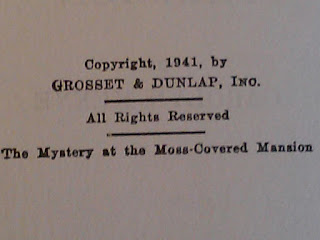 Copyright, 1941, by
GROSSET & DUNLAP, INC.
All Rights Reserved
The Mystery at the Moss-Covered Mansion